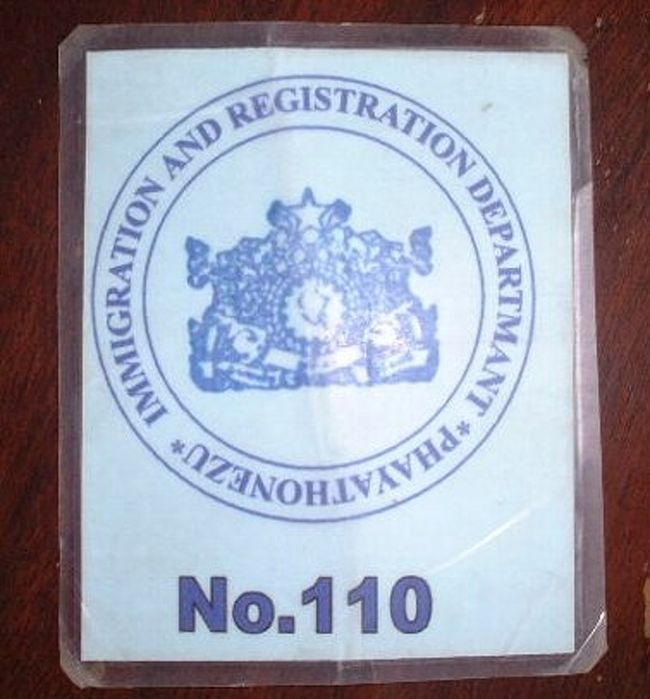 IMMIGRATION AND REGISTRATION DEPARTMANT
*PHAYATHONEZU*
No.110